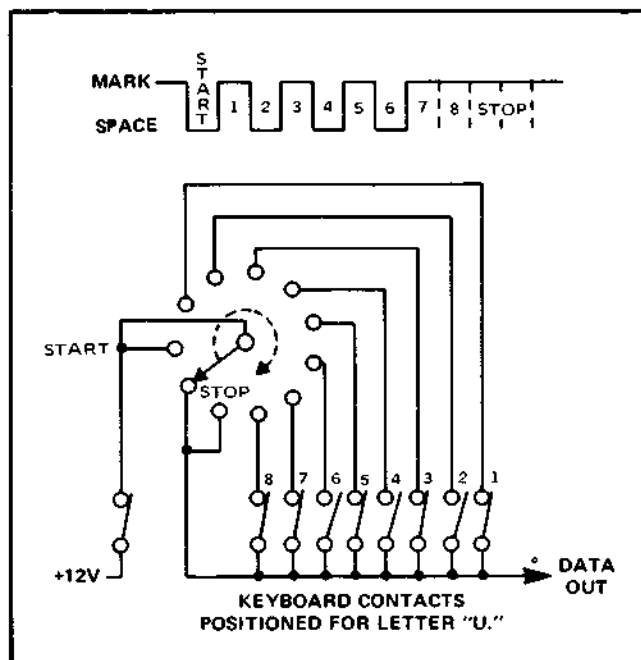 START
MARK
SPACE
1 2 3 4 5 6 7 8 STOP
START
STOP
8 7 6 5 4 3 2 1
+12V
DATA
OUT
KEYBOARD CONTACTS
POSITIONED FOR LETTER "U."